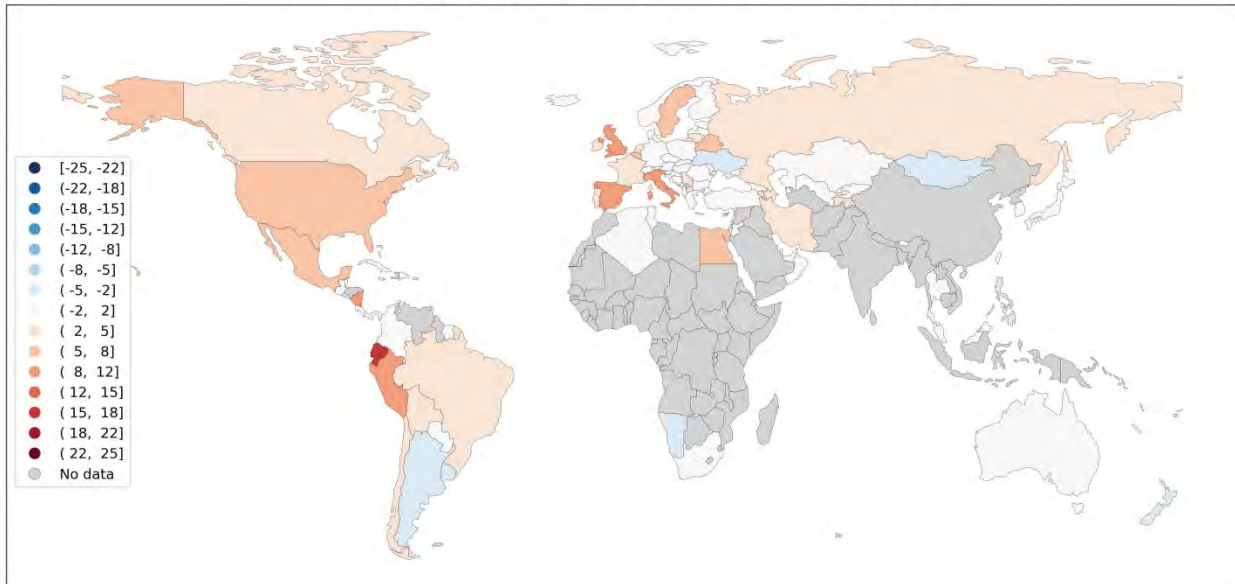 [-25, -22]
(-22, -18]
(-18, -15]
(-15, -12]
(-12, -8]
( -8, -5]
( -5, -2]
( -2, 2]
( 2, 5]
( 5, 8]
( 8, 12]
( 12, 15]
( 15, 18]
( 18, 22]
( 22, 25]
No data